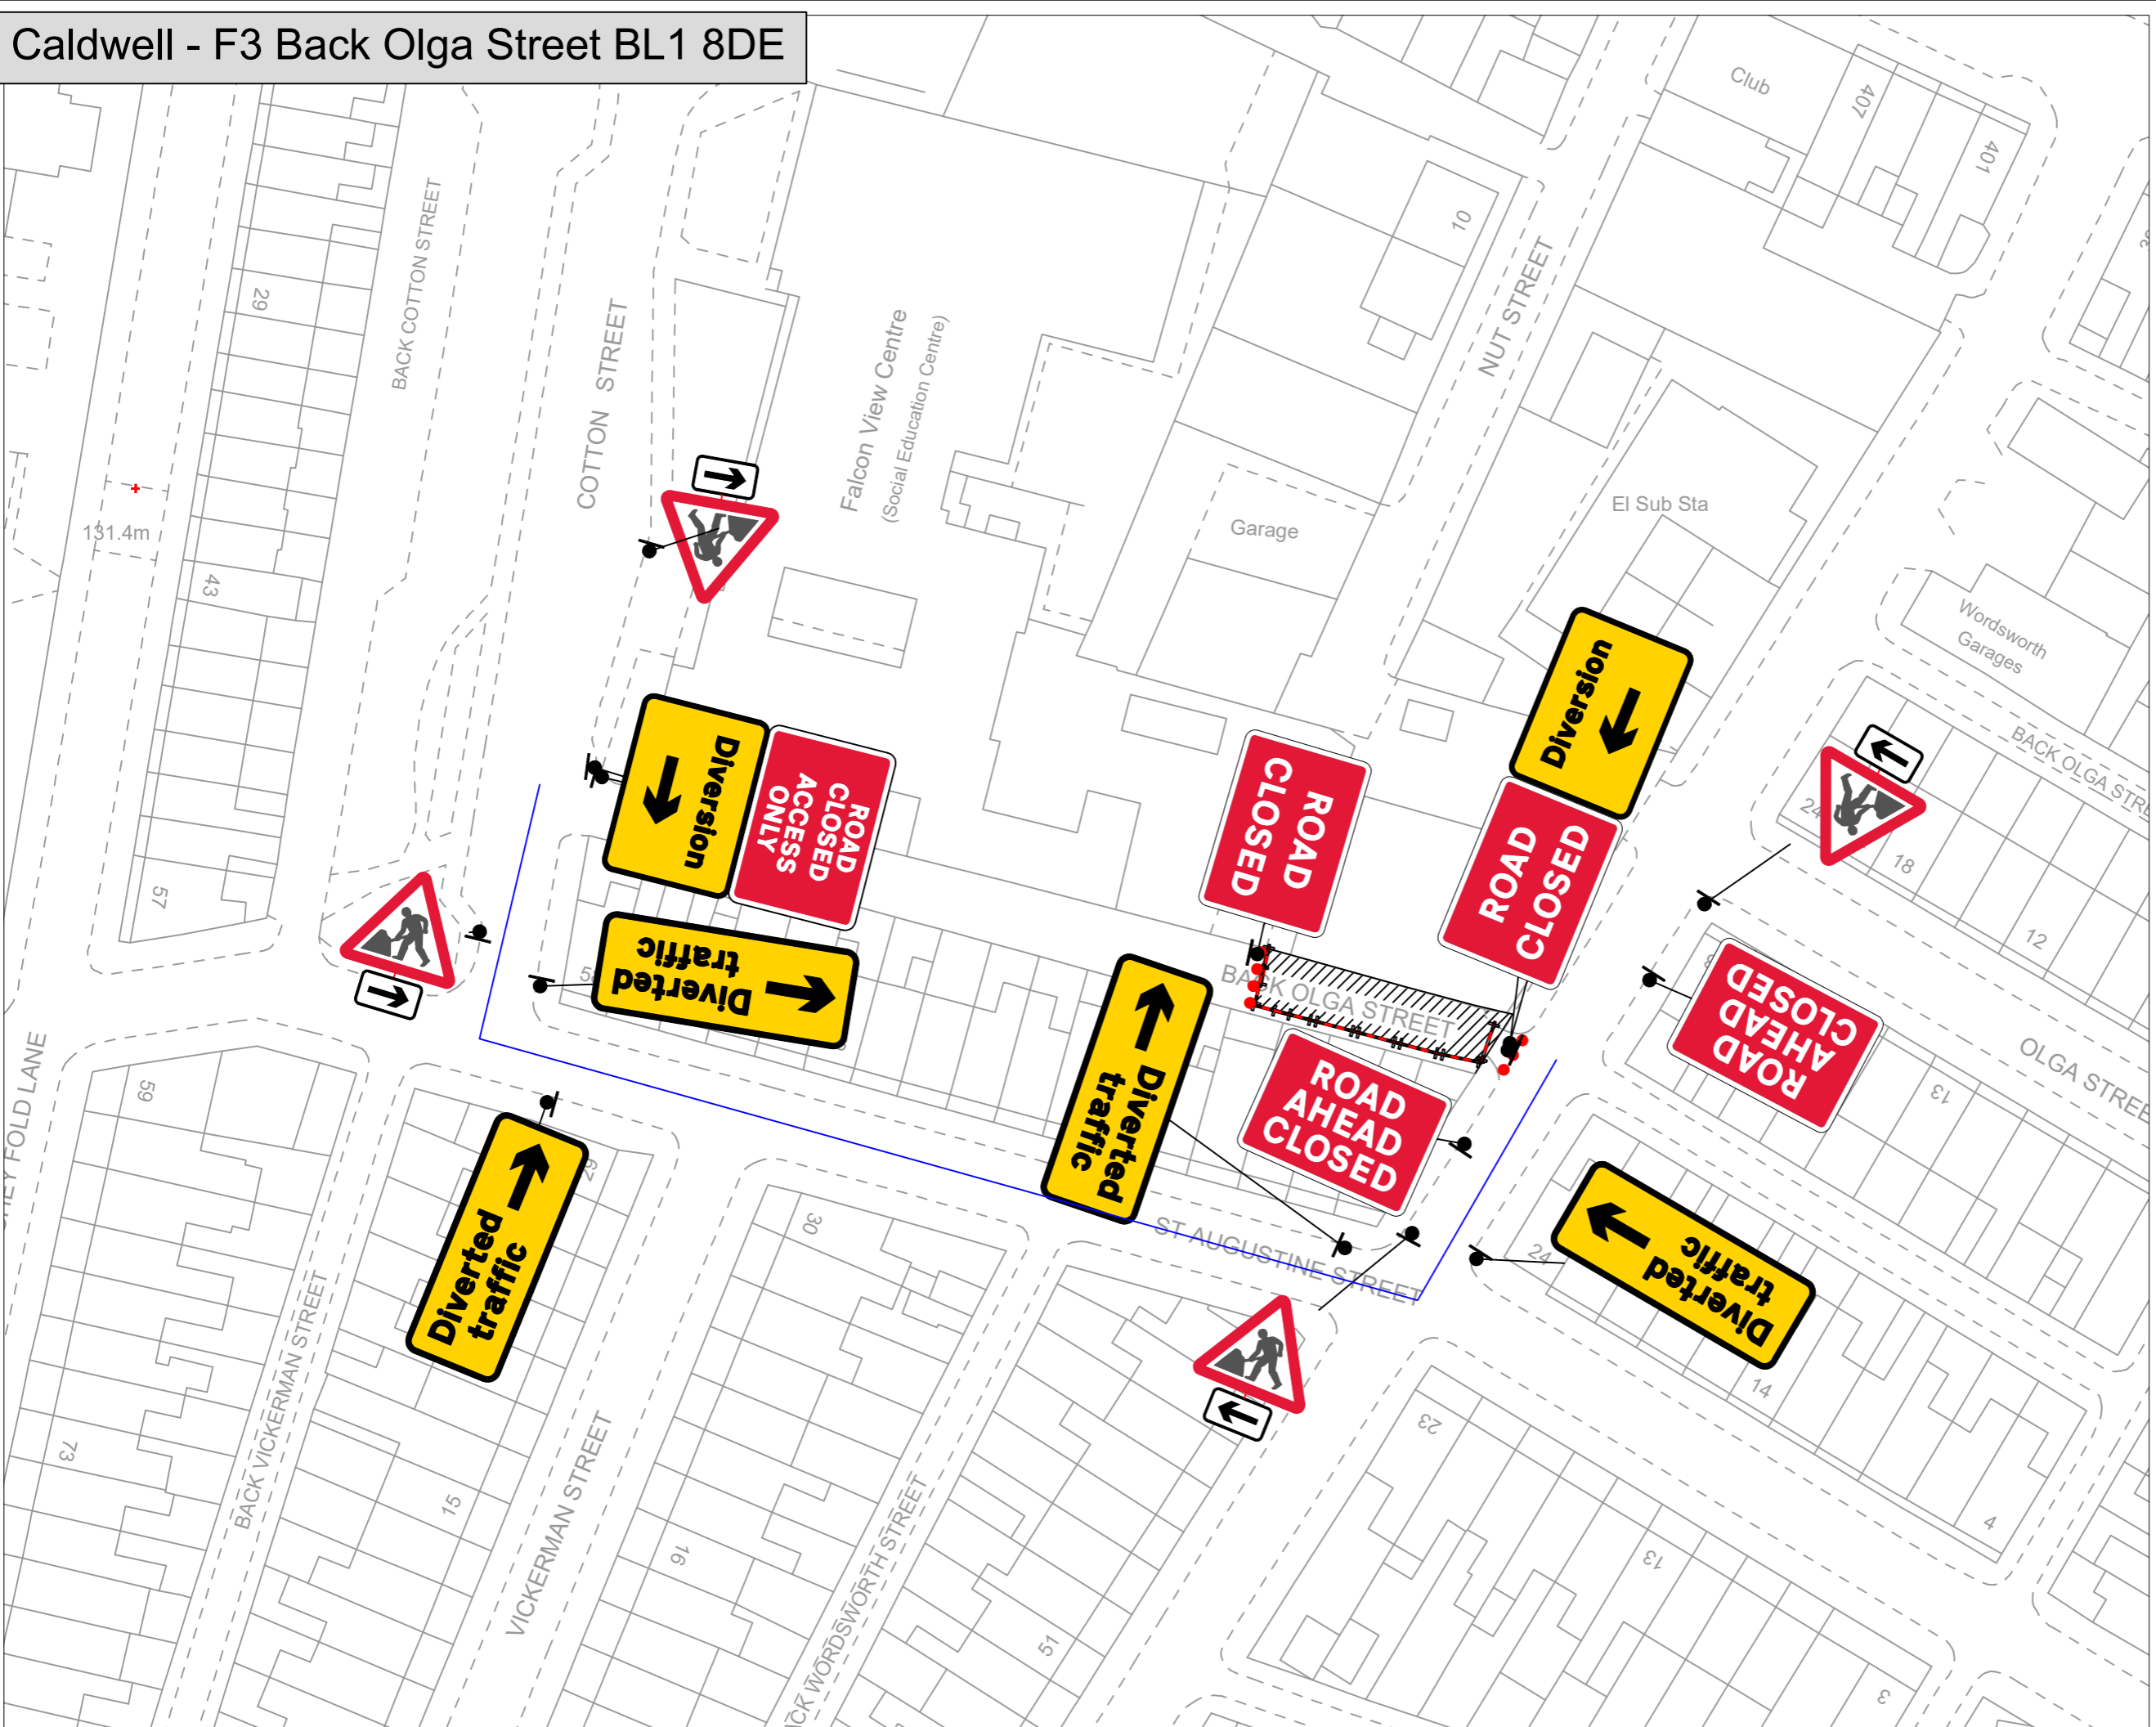 Caldwell - F3 Back Olga Street BL1 8DE
Club
407
401
10
29
BACK COTTON STREET
COTTON STREET
Falcon View Centre
(Social Education Centre)
NUT STREET
131.4m
43
Garage
El Sub Sta
Wordsworth
Garages
Diversion
ROAD
CLOSED
Diversion
ROAD
CLOSED
ACCESS
ONLY
ROAD
CLOSED
BACK OLGA STRE
24
18
12
57
Diverted
traffic
BACK OLGA STREET
ROAD
AHEAD
CLOSED
OLGA STREE
13
59
Diverted
traffic
ROAD
AHEAD
CLOSED
ST AUGUSTINE STREET
24
Diverted
traffic
14
4
Diverted
traffic
30
BACK VICKERMAN STREET
VICKERMAN STREET
73
15
16
ACK WORDSWORTH STREET
51
23
13
3